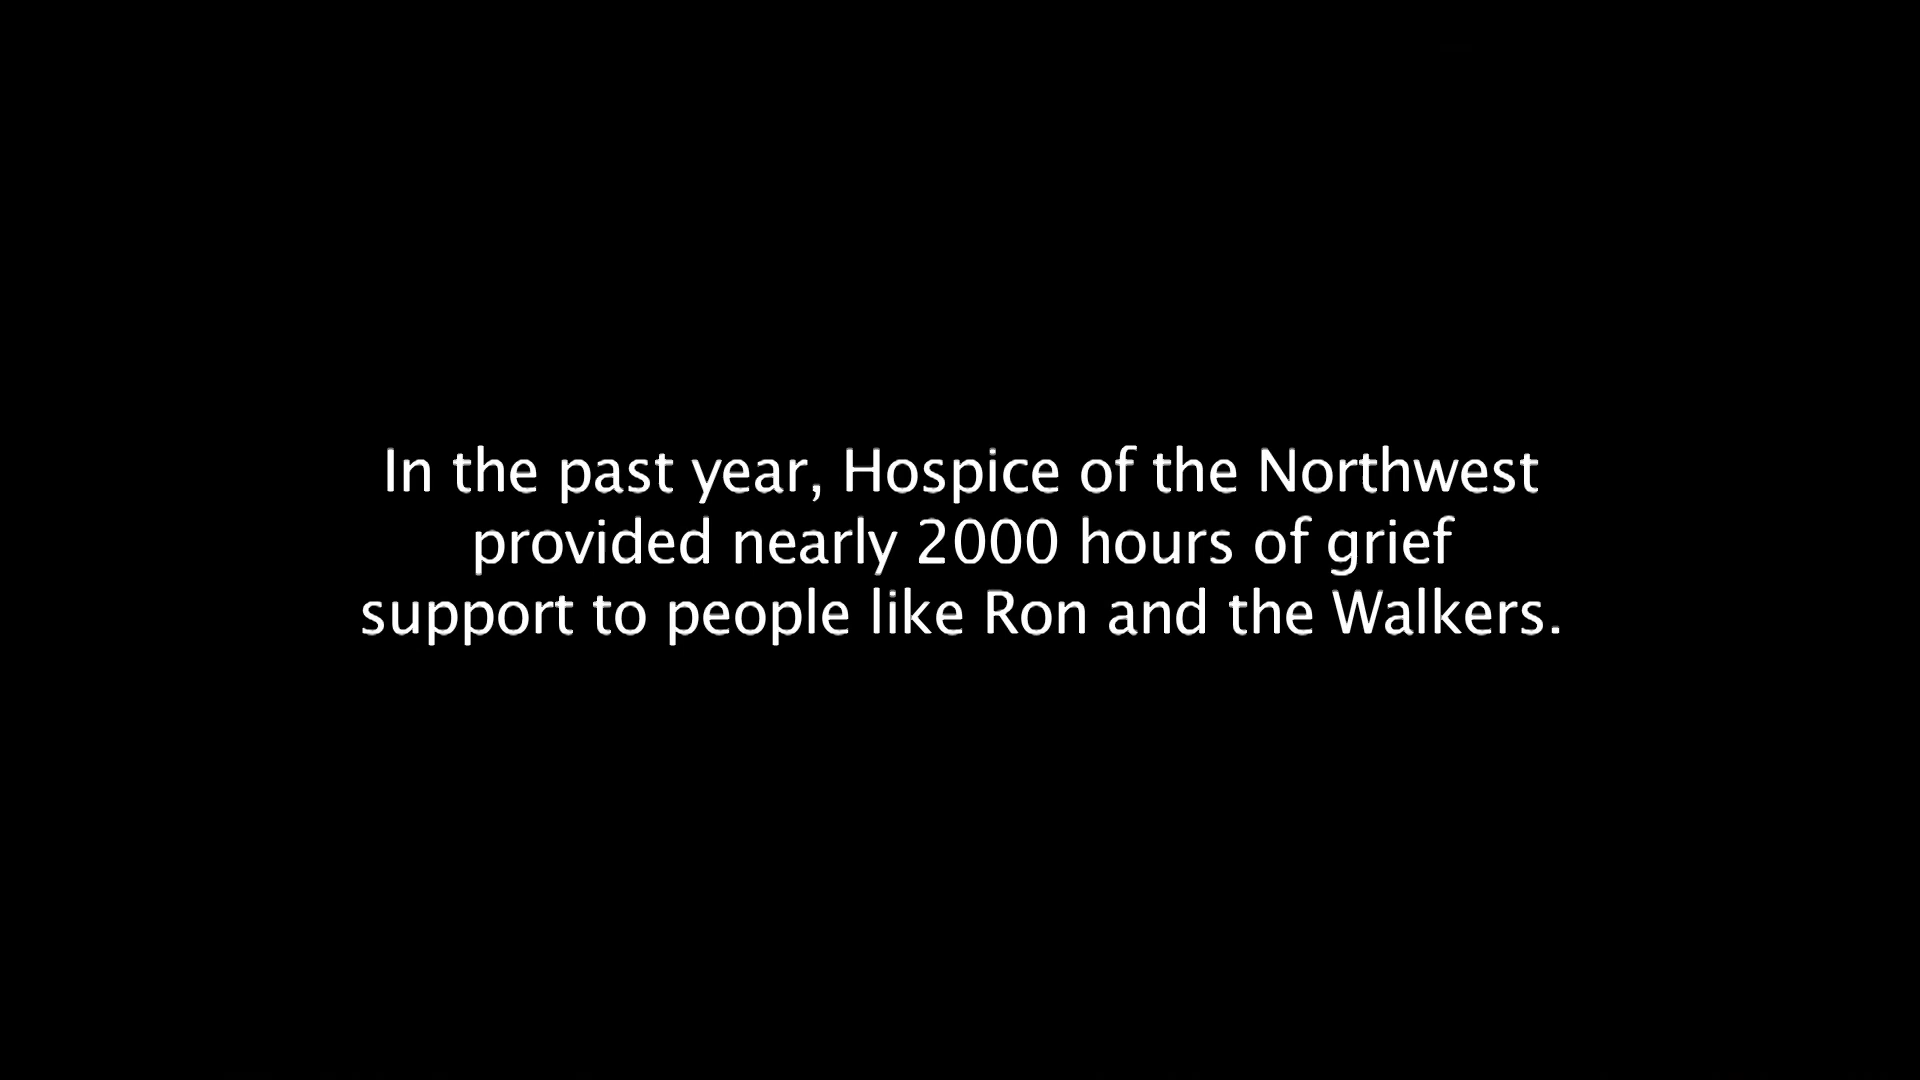 In the past year, Hospice of the Northwest
provided nearly 2000 hours of grief
support to people like Ron and the Walkers.